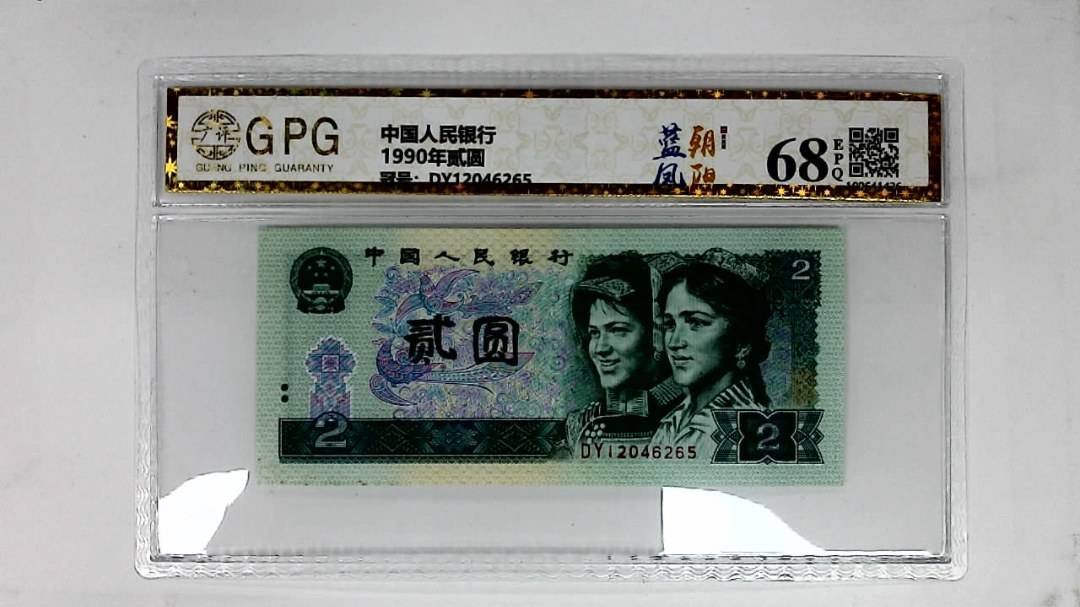 广评
GPG
GUANG PING GUARANTY
中国人民银行
1990年贰圆
冠号: DY12046265
蓝凤
朝阳
68
EPQ
中国人民银行
2
贰圆
2
2
DY12046265